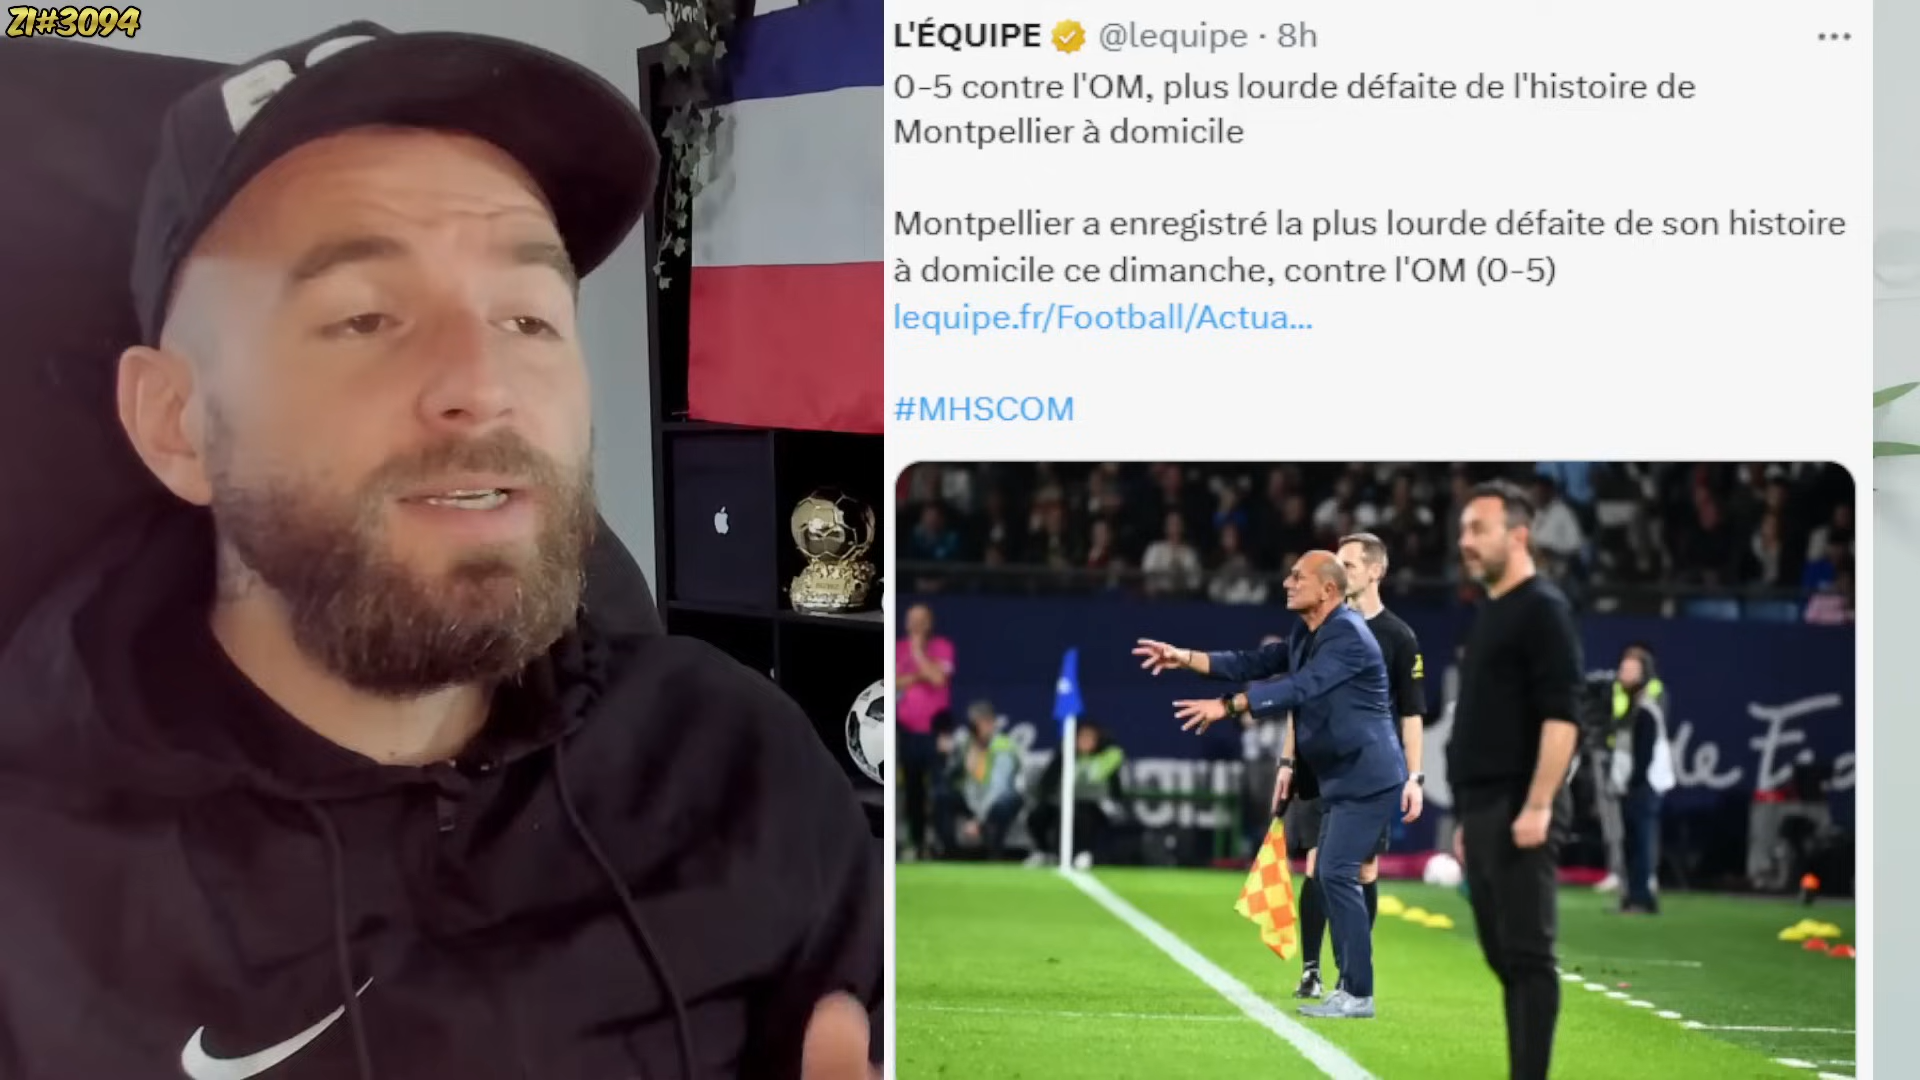 ZI#3094
L'ÉQUIPE @lequipe · 8h
0-5 contre l'OM, plus lourde défaite de l'histoire de
Montpellier à domicile
Montpellier a enregistré la plus lourde défaite de son histoire
à domicile ce dimanche, contre l'OM (0-5)
lequipe.fr/Football/Actua...
#MHSCOM